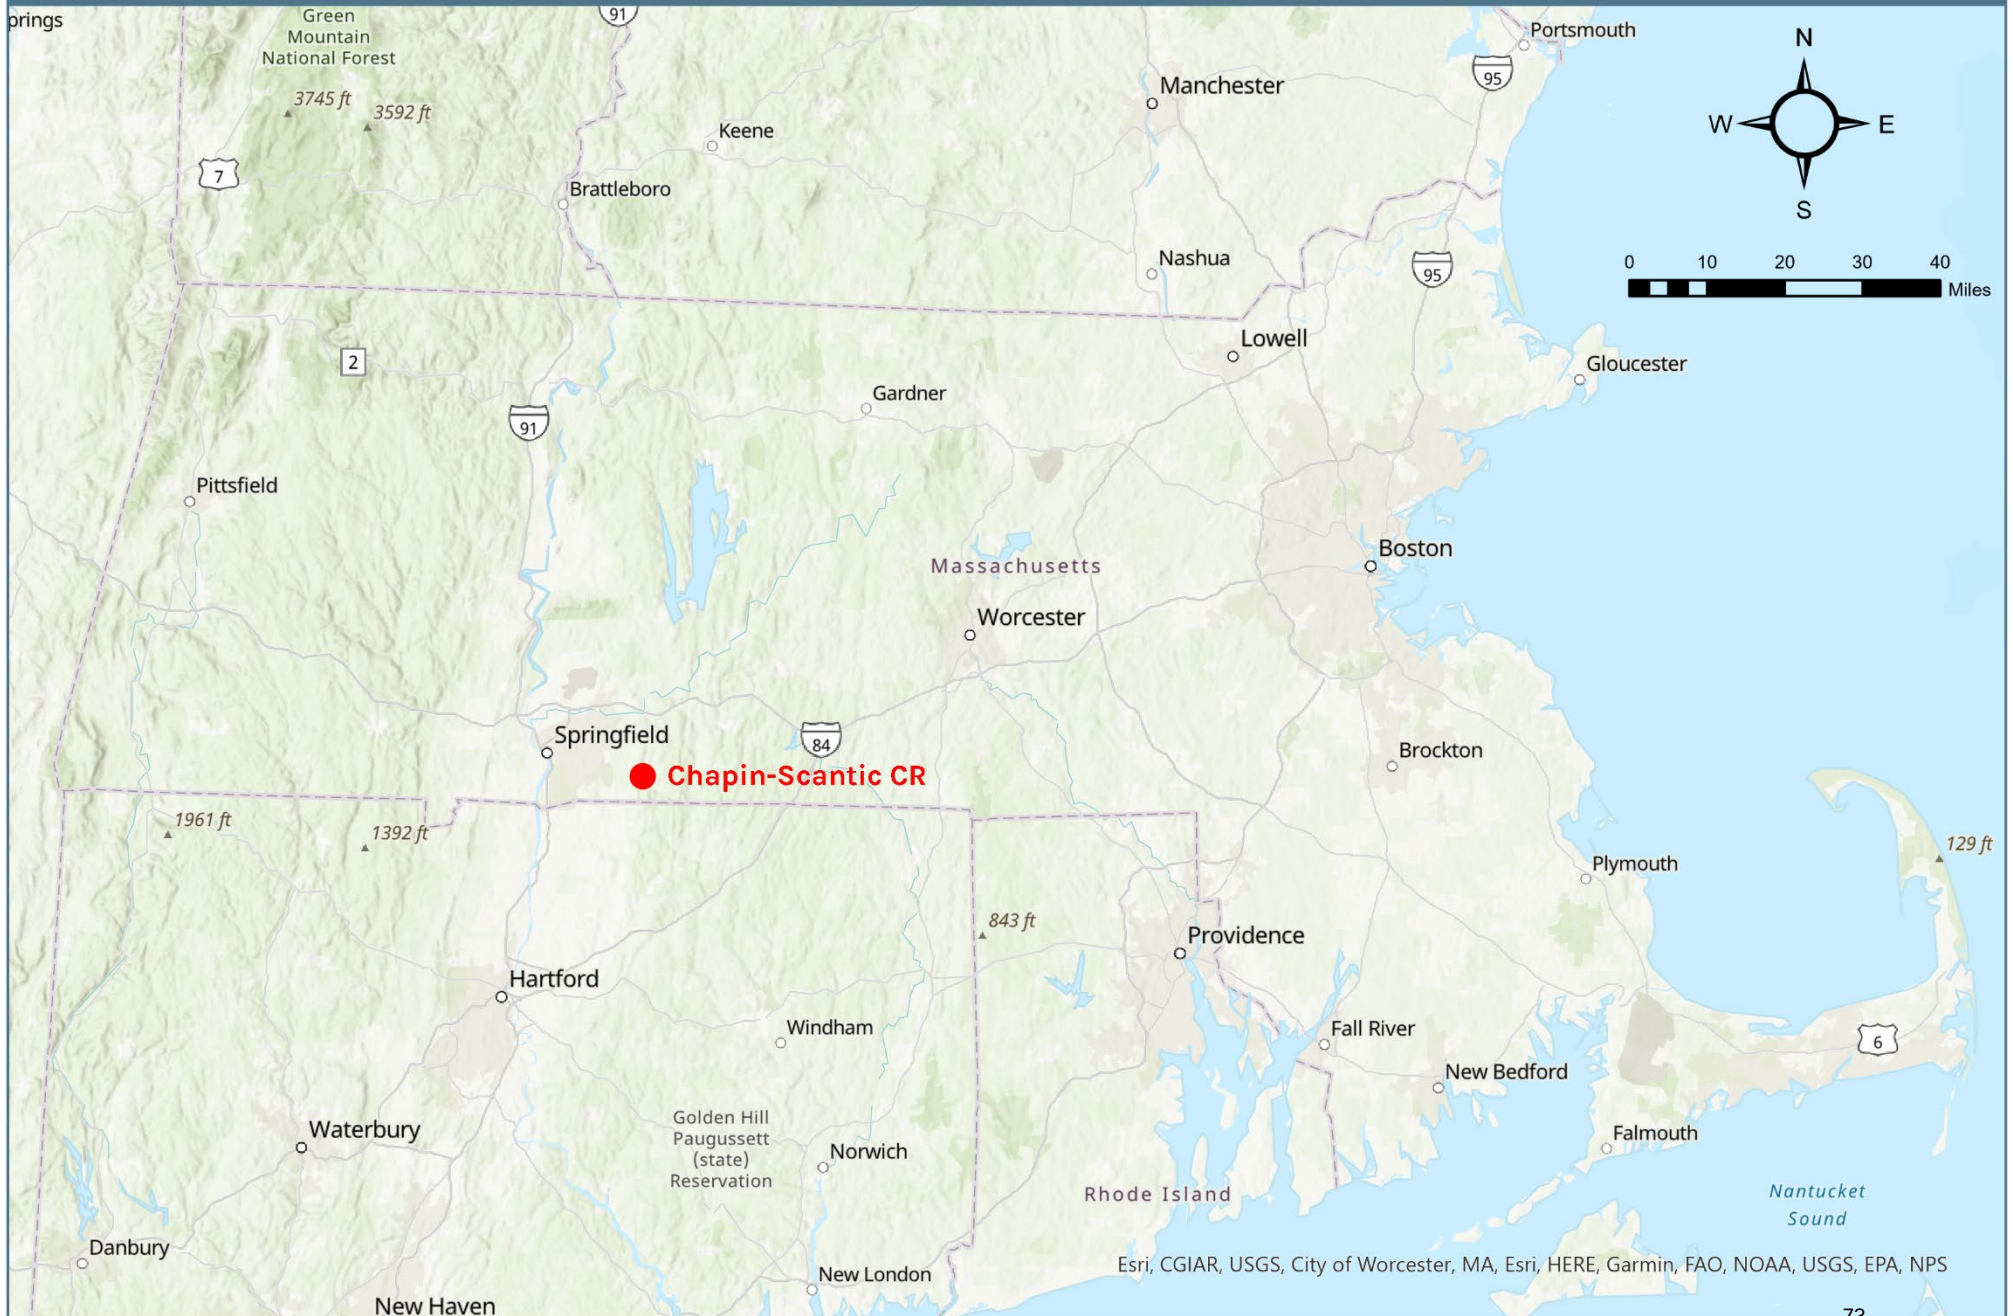 prings
Green
Mountain
National Forest
91
Portsmouth
N
95
3745 ft
3592 ft
Manchester
W
E
Keene
7
Brattleboro
S
Nashua
95
0 10 20 30 40
Miles
Lowell
2
Gloucester
Gardner
91
Pittsfield
Boston
Massachusetts
Worcester
Springfield
84
Brockton
Chapin-Scantic CR
1961 ft
1392 ft
129 ft
Plymouth
843 ft
Providence
Hartford
Windham
Fall River
6
New Bedford
Golden Hill
Paugussett
(state)
Reservation
Waterbury
Falmouth
Norwich
Rhode Island
Nantucket
Sound
Danbury
Esri, CGIAR, USGS, City of Worcester, MA, Esri, HERE, Garmin, FAO, NOAA, USGS, EPA, NPS
New London
New Haven